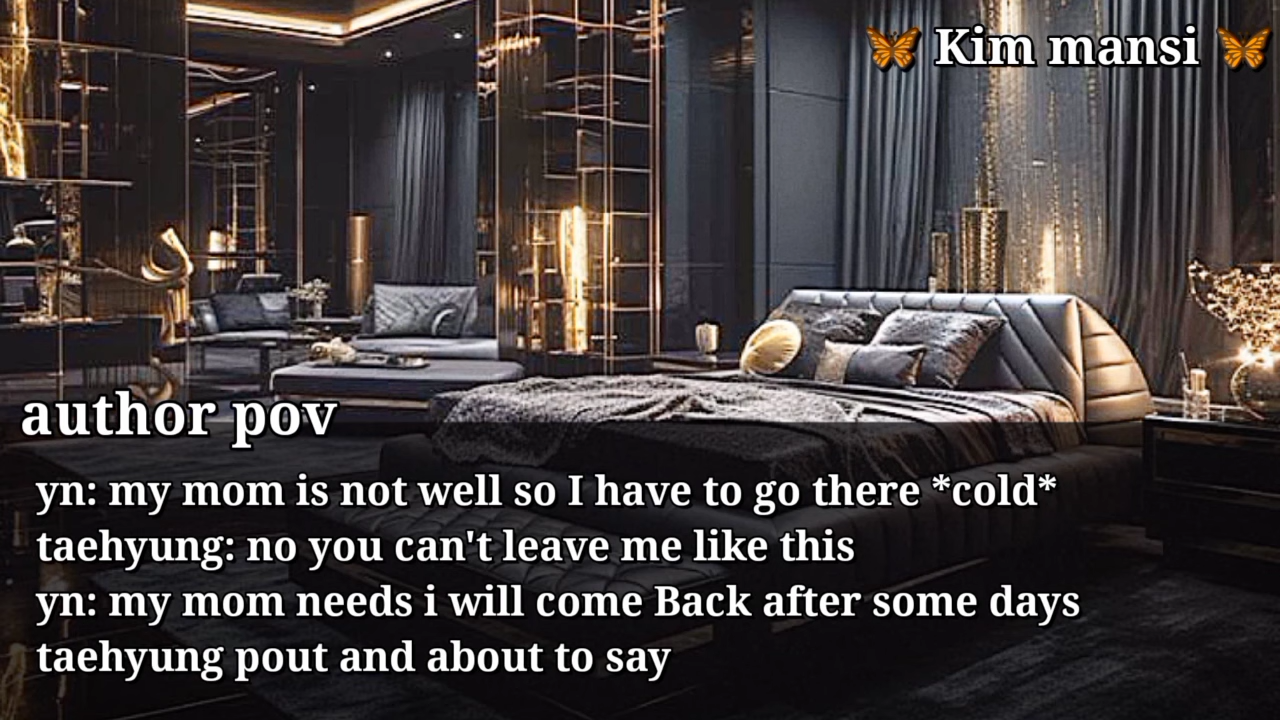 🦋 Kim mansi 🦋
author pov
yn: my mom is not well so I have to go there *cold*
taehyung: no you can't leave me like this
yn: my mom needs i will come Back after some days
taehyung pout and about to say